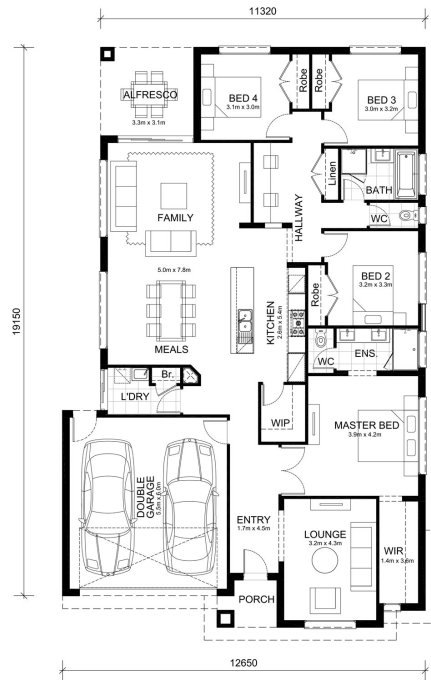 11320
ALFRESCO
3.3m x 3.1m
BED 4
3.1m x 3.0m
Robe
Robe
BED 3
3.0m x 3.2m
Linen
BATH
WC
FAMILY
HALLWAY
5.0m x 7.8m
BED 2
3.2m x 3.3m
Robe
KITCHEN
2.6m x 5.4m
MEALS
19150
WC
ENS.
Br.
L'DRY
WIP
MASTER BED
3.9m x 4.2m
DOUBLE
GARAGE
5.5m x 6.0m
ENTRY
1.7m x 4.5m
LOUNGE
3.2m x 4.3m
WIR
1.4m x 3.6m
PORCH
12650